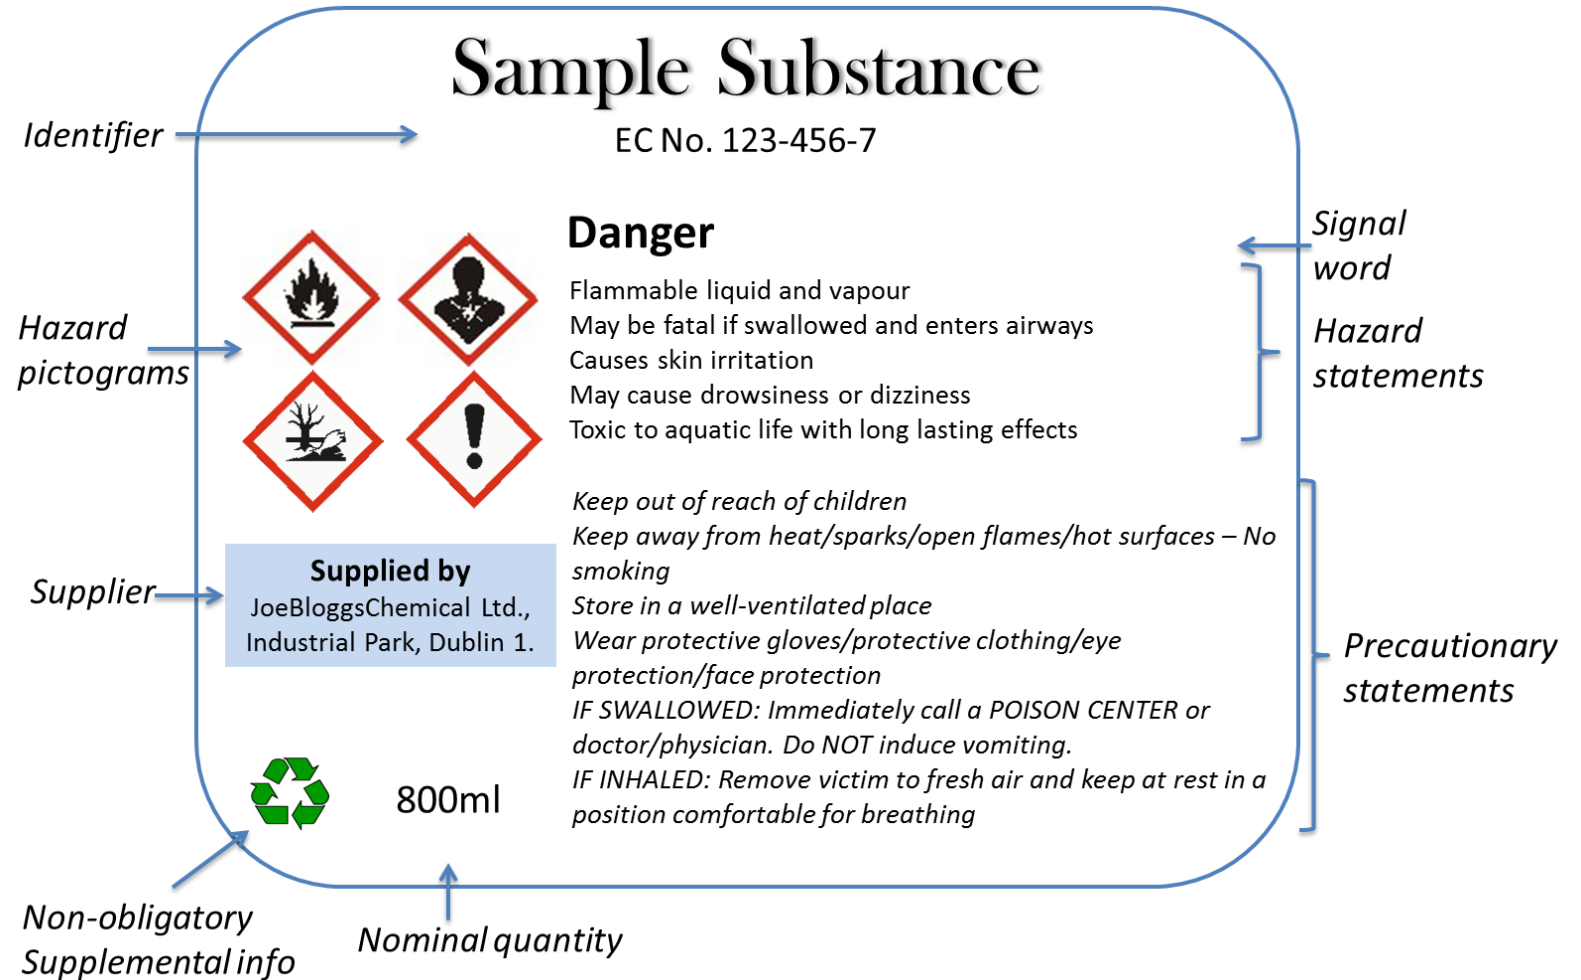 Sample Substance
EC No. 123-456-7
Identifier
Danger
Signal
word
Flammable liquid and vapour
May be fatal if swallowed and enters airways
Causes skin irritation
May cause drowsiness or dizziness
Toxic to aquatic life with long lasting effects
Hazard
statements
Hazard
pictograms
Keep out of reach of children
Keep away from heat/sparks/open flames/hot surfaces – No
smoking
Store in a well-ventilated place
Wear protective gloves/protective clothing/eye
protection/face protection
IF SWALLOWED: Immediately call a POISON CENTER or
doctor/physician. Do NOT induce vomiting.
IF INHALED: Remove victim to fresh air and keep at rest in a
position comfortable for breathing
Precautionary
statements
Supplier
Supplied by
JoeBloggsChemical Ltd.,
Industrial Park, Dublin 1.
800ml
Non-obligatory
Supplemental info
Nominal quantity